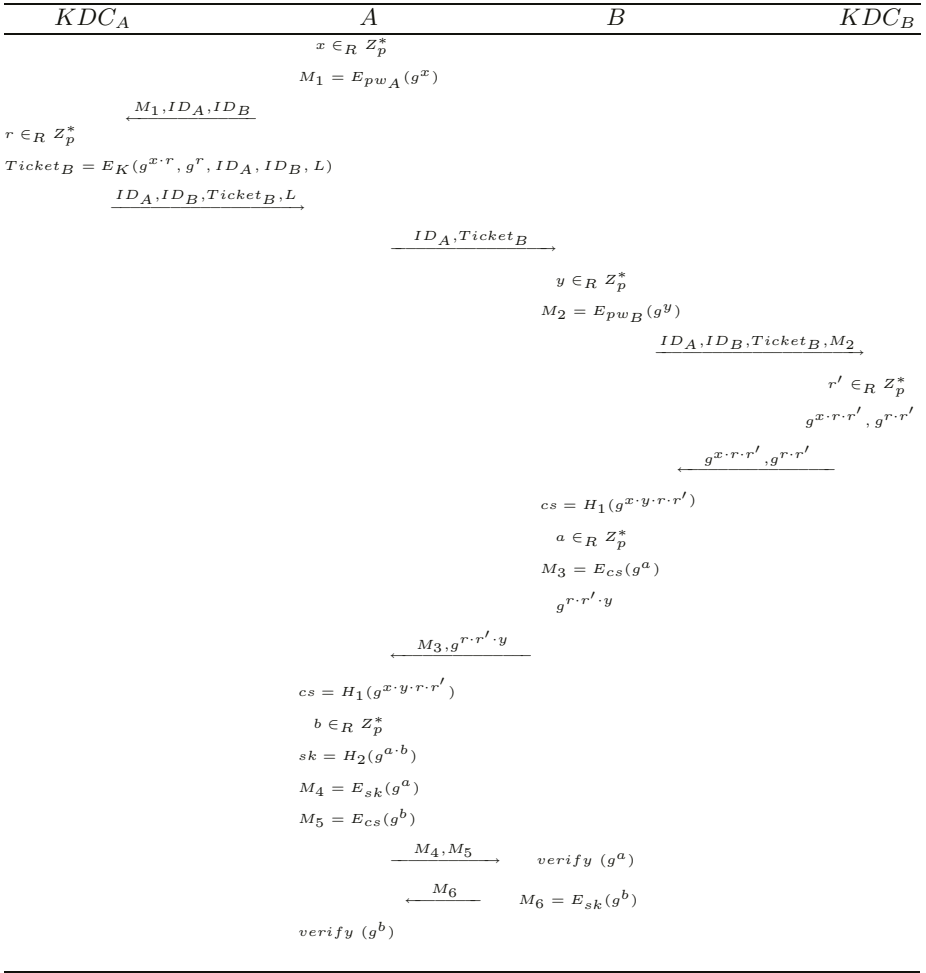 KDC_A A B KDC_B
x ∈_R Z_p^*
M_1 = E_{pw_A}(g^x)
M_1, ID_A, ID_B
r ∈_R Z_p^*
Ticket_B = E_K(g^{x·r}, g^r, ID_A, ID_B, L)
ID_A, ID_B, Ticket_B, L
ID_A, Ticket_B
y ∈_R Z_p^*
M_2 = E_{pw_B}(g^y)
ID_A, ID_B, Ticket_B, M_2
r' ∈_R Z_p^*
g^{x·r·r'}, g^{r·r'}
g^{x·r·r'}, g^{r·r'}
cs = H_1(g^{x·y·r·r'})
a ∈_R Z_p^*
M_3 = E_{cs}(g^a)
g^{r·r'·y}
M_3, g^{r·r'·y}
cs = H_1(g^{x·y·r·r'})
b ∈_R Z_p^*
sk = H_2(g^{a·b})
M_4 = E_{sk}(g^a)
M_5 = E_{cs}(g^b)
M_4, M_5 verify (g^a)
M_6 M_6 = E_{sk}(g^b)
verify (g^b)